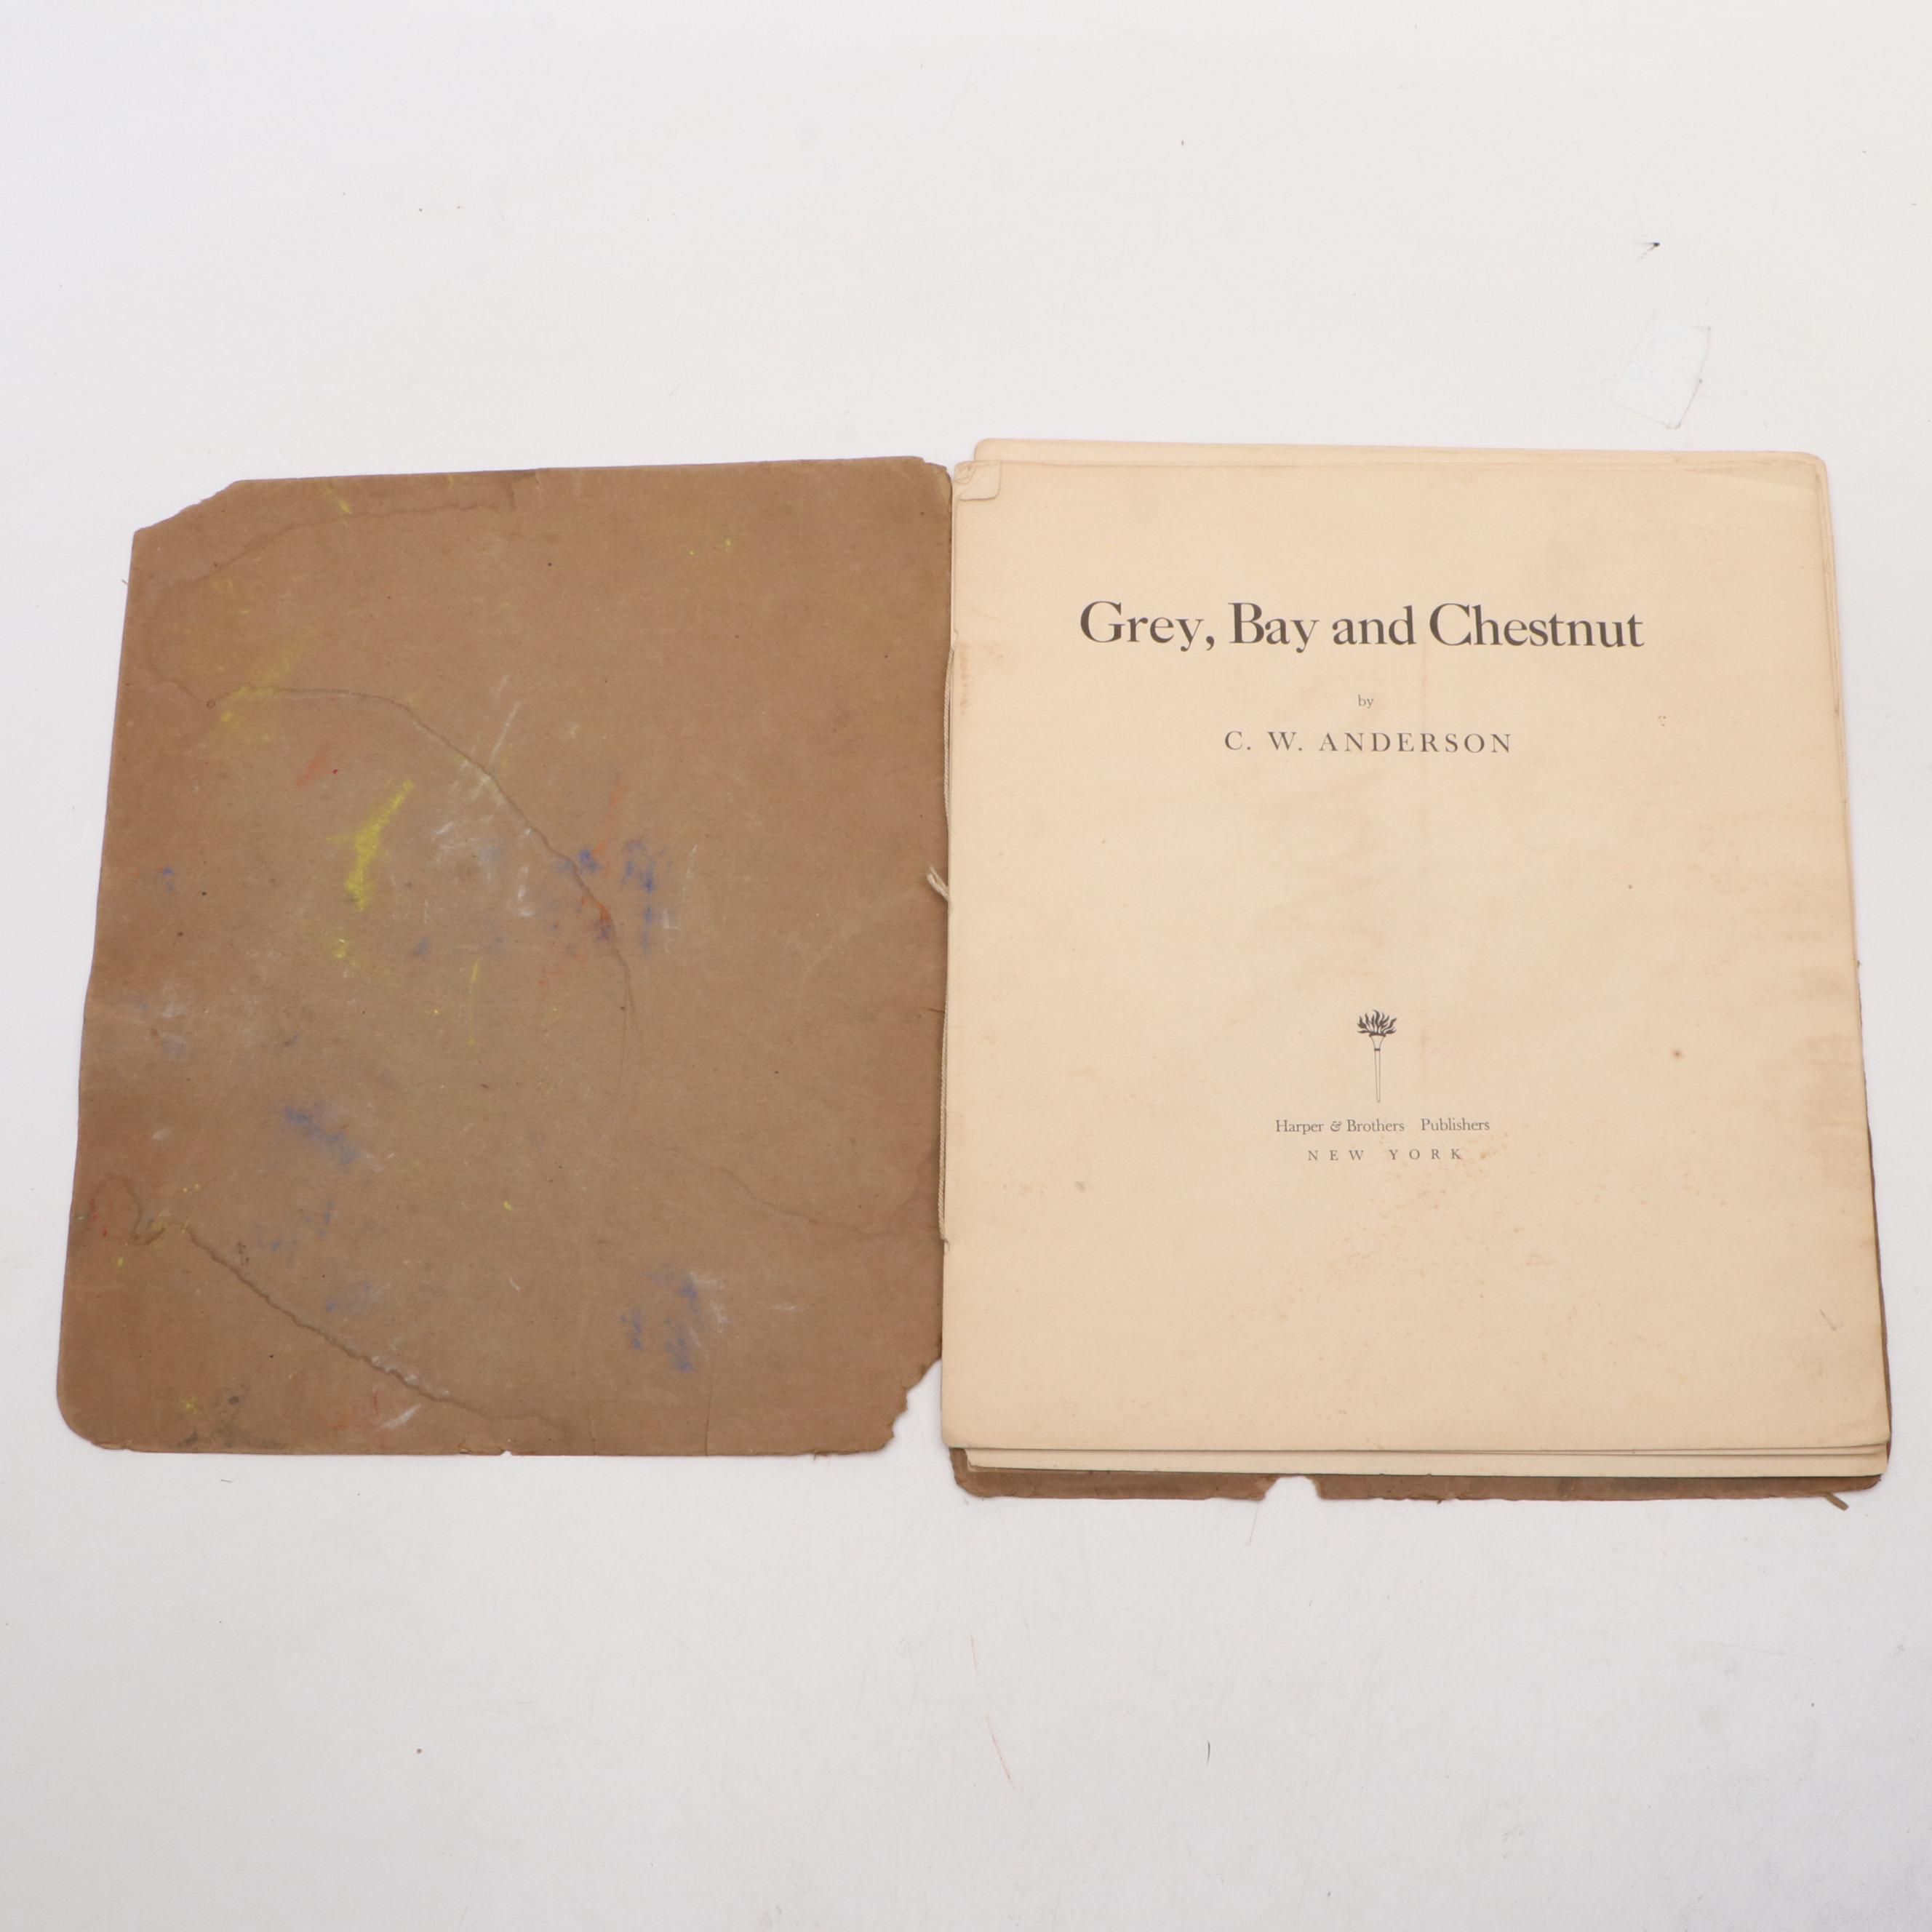 Grey, Bay and Chestnut
by
C. W. ANDERSON
Harper & Brothers Publishers
NEW YORK